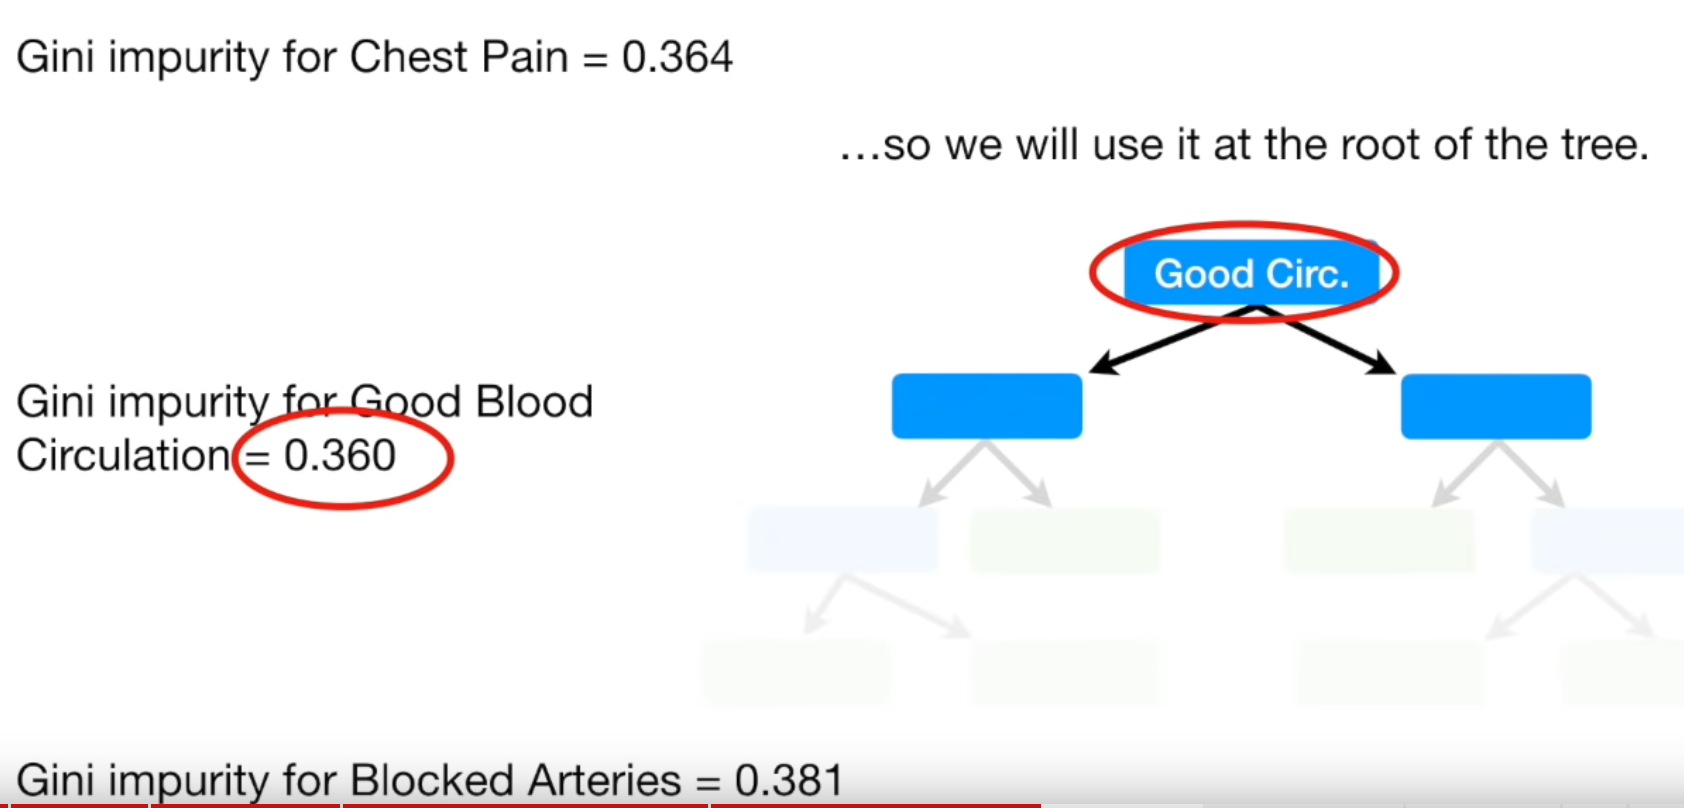 Gini impurity for Chest Pain = 0.364
...so we will use it at the root of the tree.
Good Circ.
Gini impurity for Good Blood
Circulation = 0.360
Gini impurity for Blocked Arteries = 0.381